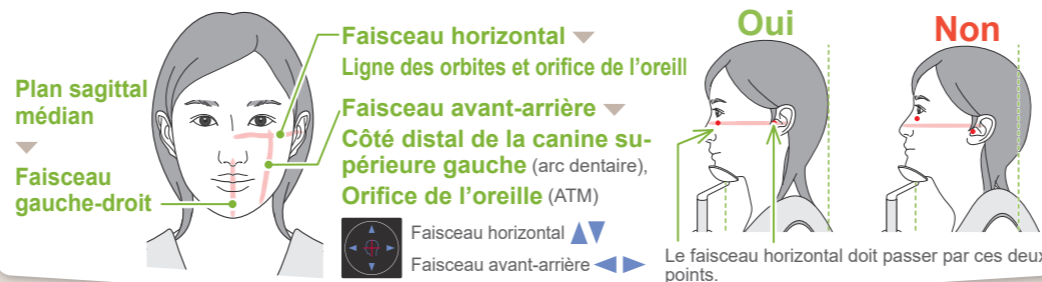 Plan sagittal
médian
Faisceau
gauche-droit
Faisceau horizontal
Ligne des orbites et orifice de l'oreill
Faisceau avant-arrière
Côté distal de la canine su-
périeure gauche (arc dentaire),
Orifice de l'oreille (ATM)
Faisceau horizontal
Faisceau avant-arrière
Oui
Non
Le faisceau horizontal doit passer par ces deux
points.